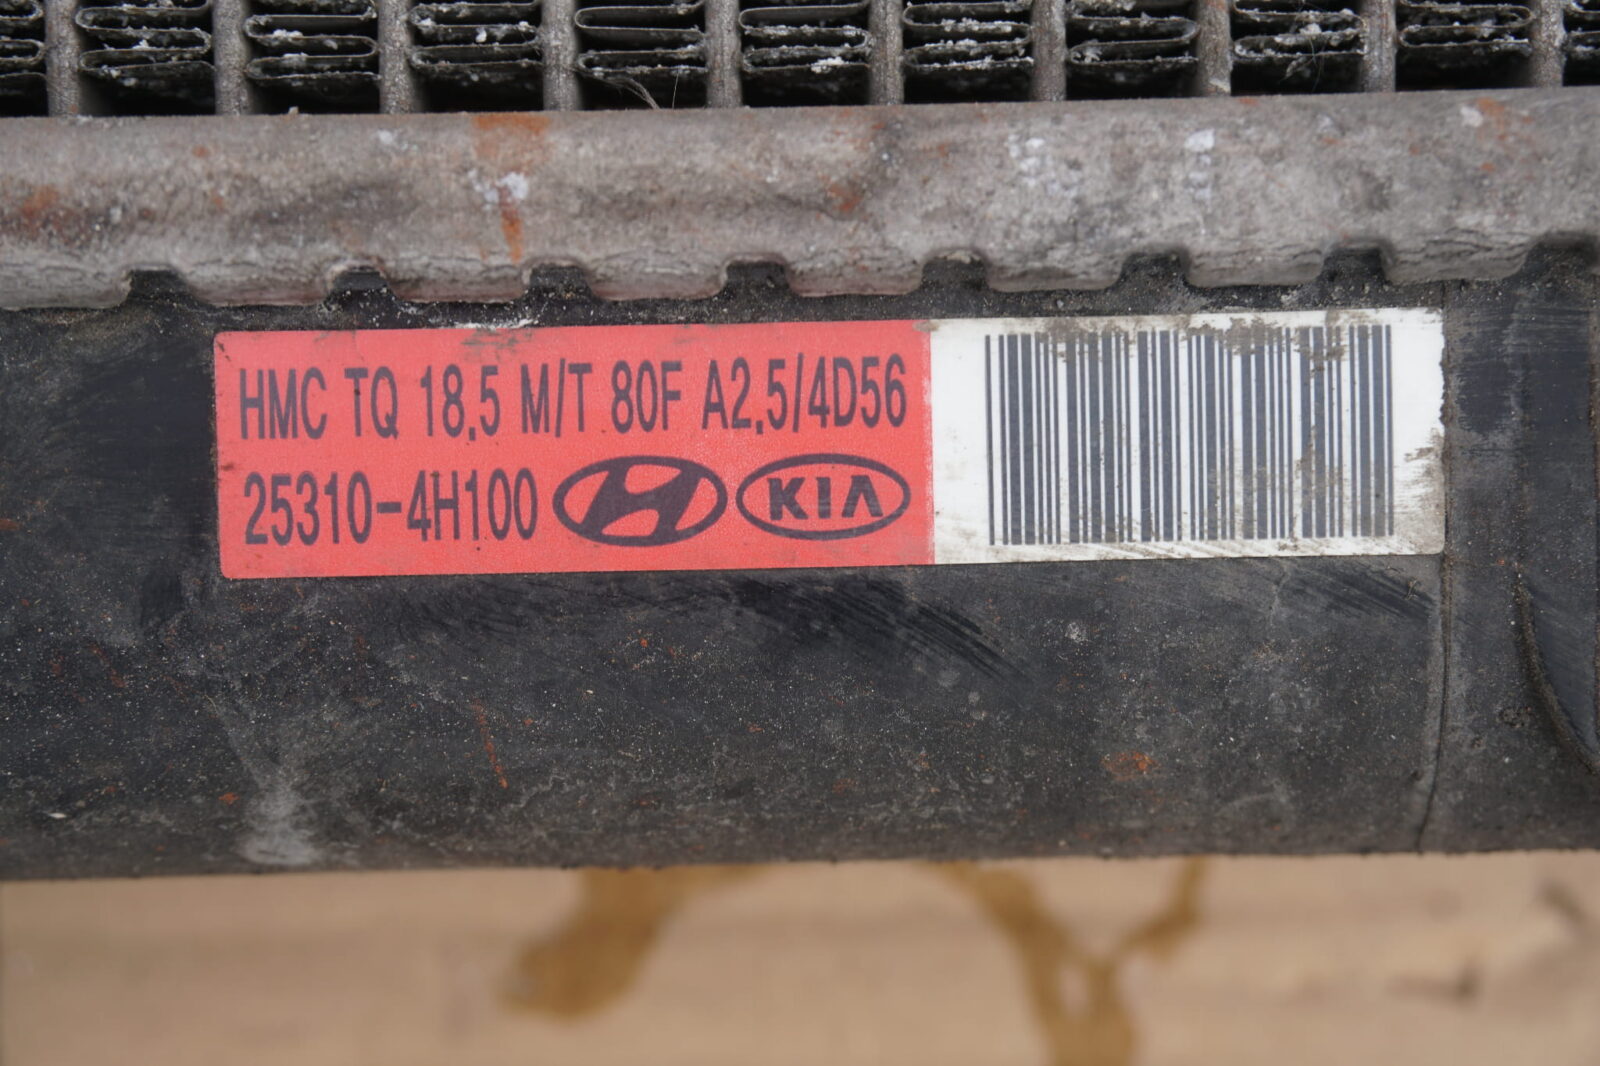 HMC TQ 18.5 M/T 80F A2.5/4D56
25310-4H100 KIA